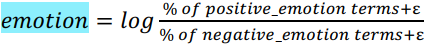 emotion = log % of positive_emotion terms+ε / % of negative_emotion terms+ε